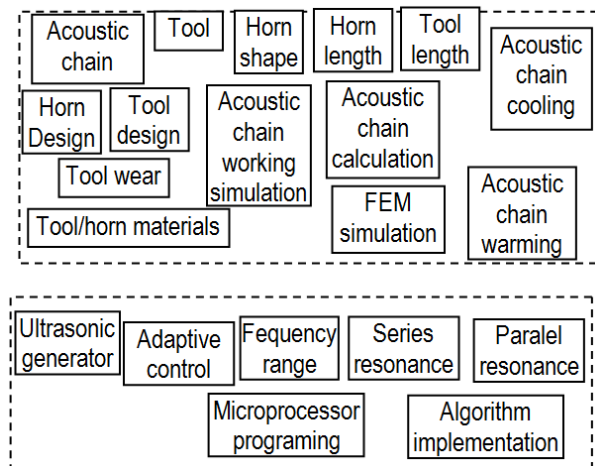 Acoustic
chain
Tool
Horn
shape
Horn
length
Tool
length
Acoustic
chain
cooling
Horn
Design
Tool
design
Acoustic
chain
working
simulation
Acoustic
chain
calculation
Tool wear
Tool/horn materials
FEM
simulation
Acoustic
chain
warming
Ultrasonic
generator
Adaptive
control
Fequency
range
Series
resonance
Paralel
resonance
Microprocessor
programing
Algorithm
implementation